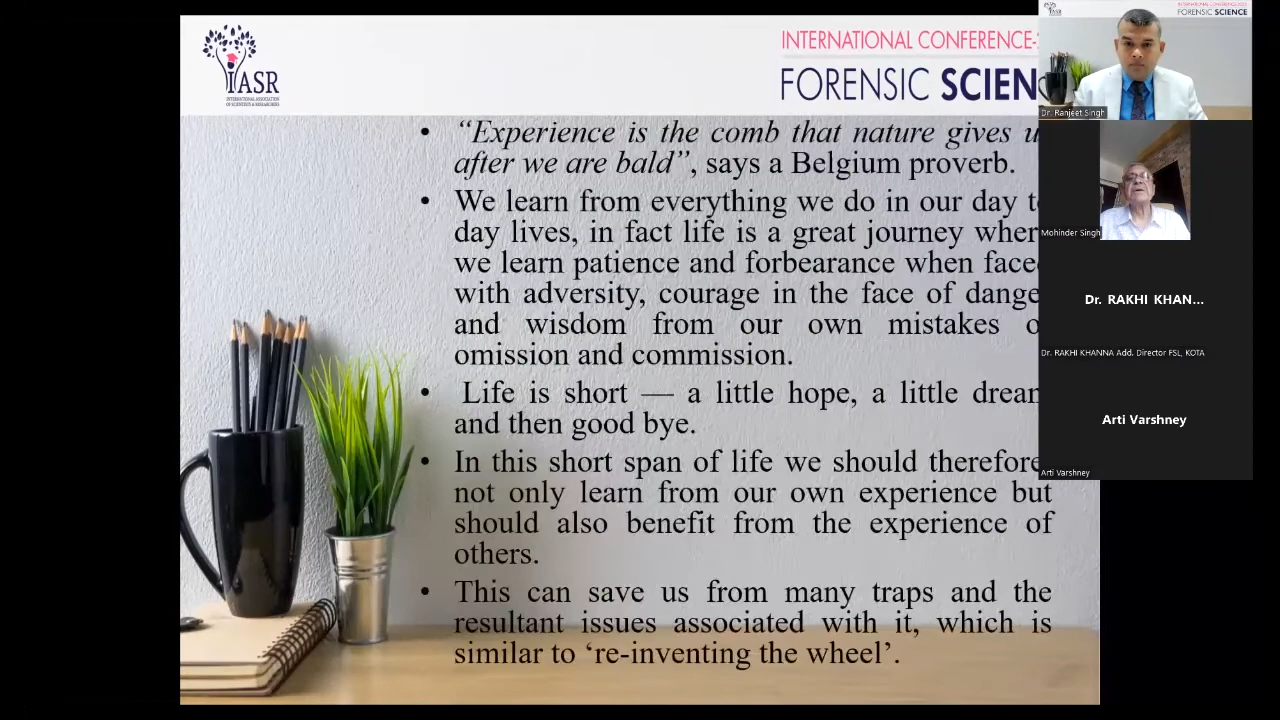 IASR
INTERNATIONAL ASSOCIATION
OF SCIENTISTS & RESEARCHERS
INTERNATIONAL CONFERENCE-
FORENSIC SCIEN
• “Experience is the comb that nature gives u
after we are bald”, says a Belgium proverb.
• We learn from everything we do in our day t
day lives, in fact life is a great journey wher
we learn patience and forbearance when face
with adversity, courage in the face of dange
and wisdom from our own mistakes o
omission and commission.
• Life is short — a little hope, a little drean
and then good bye.
• In this short span of life we should therefore
not only learn from our own experience but
should also benefit from the experience of
others.
• This can save us from many traps and the
resultant issues associated with it, which is
similar to ‘re-inventing the wheel’.
FORENSIC SCIENCE
Dr. Ranjeet Singh
Mohinder Singh
Dr. RAKHI KHAN...
Dr. RAKHI KHANNA Add. Director FSL, KOTA
Arti Varshney
Arti Varshney